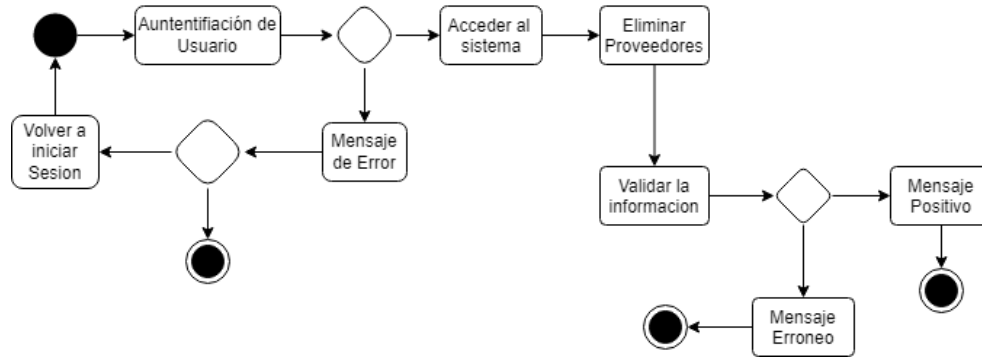 Auntentifiación de
Usuario
Acceder al
sistema
Eliminar
Proveedores
Volver a
iniciar
Sesion
Mensaje
de Error
Validar la
informacion
Mensaje
Positivo
Mensaje
Erroneo